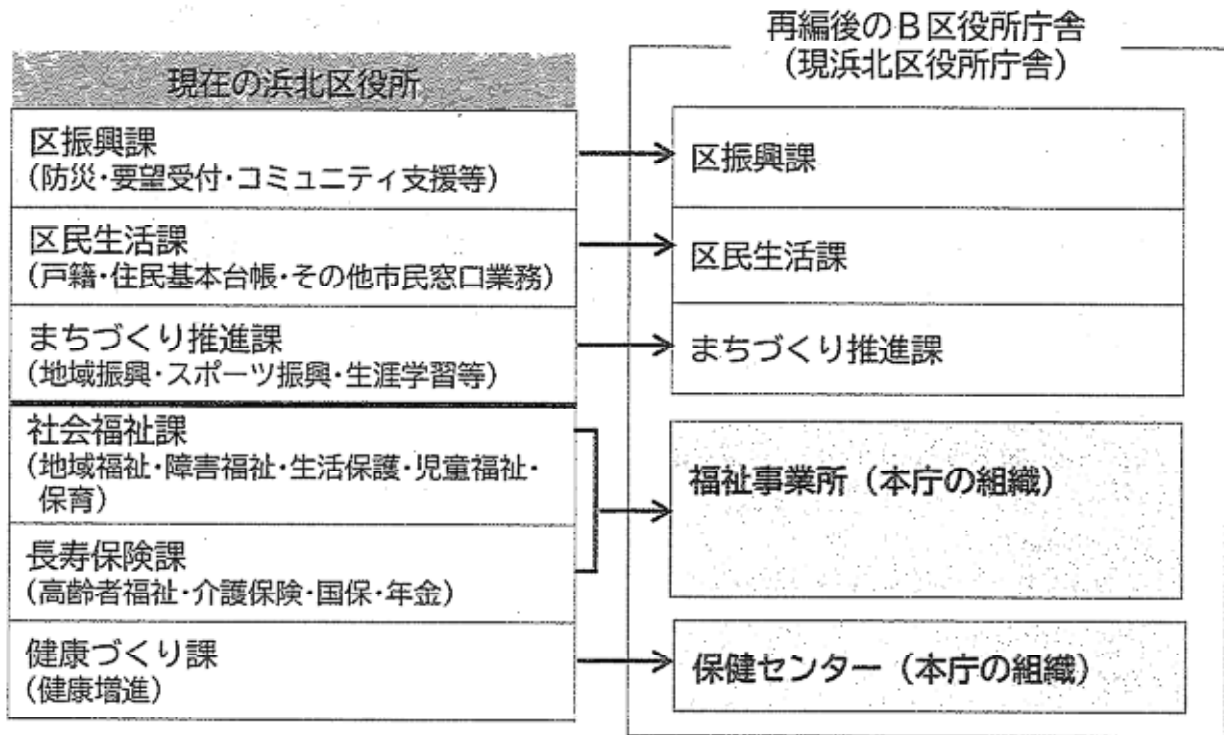 再編後のB区役所庁舎
(現浜北区役所庁舎)
現在の浜北区役所
区振興課
(防災・要望受付・コミュニティ支援等)
区民生活課
(戸籍・住民基本台帳・その他市民窓口業務)
まちづくり推進課
(地域振興・スポーツ振興・生涯学習等)
社会福祉課
(地域福祉・障害福祉・生活保護・児童福祉・
保育)
長寿保険課
(高齢者福祉・介護保険・国保・年金)
健康づくり課
(健康増進)
区振興課
区民生活課
まちづくり推進課
福祉事業所(本庁の組織)
保健センター(本庁の組織)